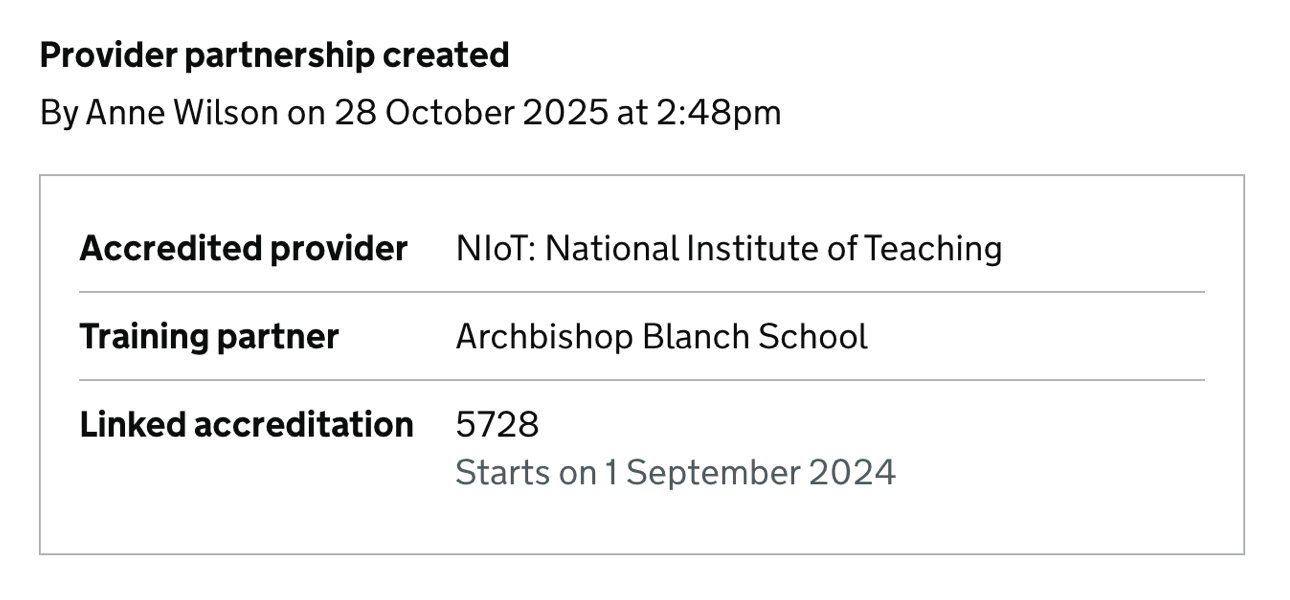 Provider partnership created
By Anne Wilson on 28 October 2025 at 2:48pm
Accredited provider NIoT: National Institute of Teaching
Training partner Archbishop Blanch School
Linked accreditation 5728
Starts on 1 September 2024